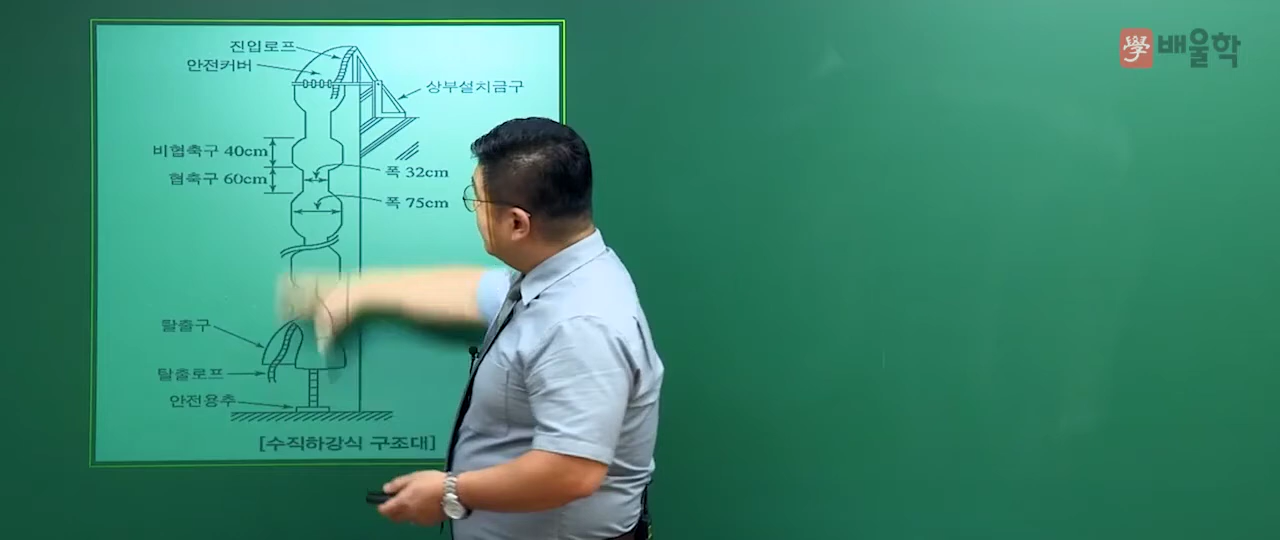 學 배울학
진입로프
안전커버
상부설치금구
비협축구 40cm
폭 32cm
협축구 60cm
폭 75cm
탈출구
탈출로프
안전용추
[수직하강식 구조대]